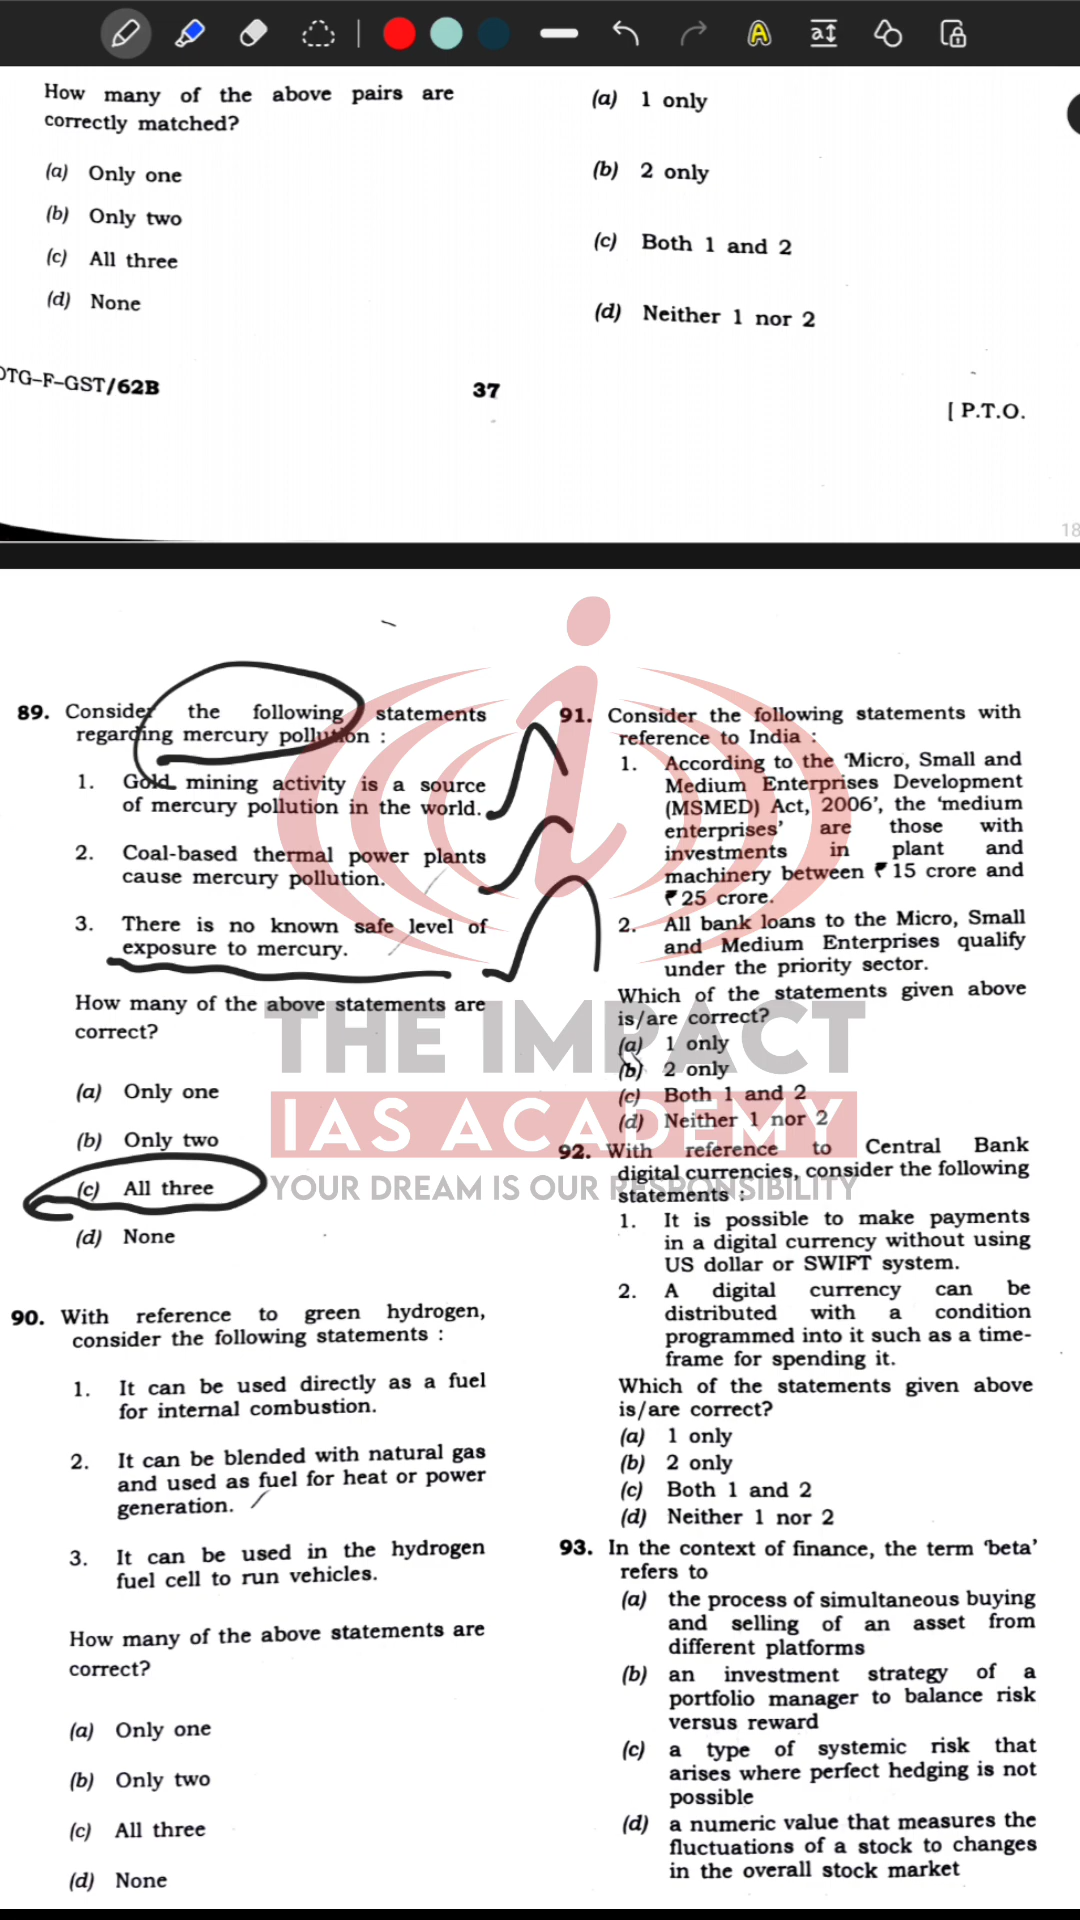 How many of the above pairs are
correctly matched?
(a) Only one
(b) Only two
(c) All three
(d) None
(a) 1 only
(b) 2 only
(c) Both 1 and 2
(d) Neither 1 nor 2
DTG–F–GST/62B
37
[ P.T.O.
18
89. Consider the following statements
regarding mercury pollution :
1. Gold mining activity is a source
of mercury pollution in the world.
2. Coal-based thermal power plants
cause mercury pollution.
3. There is no known safe level of
exposure to mercury.
How many of the above statements are
correct?
(a) Only one
(b) Only two
(c) All three
(d) None
90. With reference to green hydrogen,
consider the following statements :
1. It can be used directly as a fuel
for internal combustion.
2. It can be blended with natural gas
and used as fuel for heat or power
generation.
3. It can be used in the hydrogen
fuel cell to run vehicles.
How many of the above statements are
correct?
(a) Only one
(b) Only two
(c) All three
(d) None
91. Consider the following statements with
reference to India :
1. According to the ‘Micro, Small and
Medium Enterprises Development
(MSMED) Act, 2006’, the ‘medium
enterprises’ are those with
investments in plant and
machinery between ₹ 15 crore and
₹ 25 crore.
2. All bank loans to the Micro, Small
and Medium Enterprises qualify
under the priority sector.
Which of the statements given above
is/are correct?
(a) 1 only
(b) 2 only
(c) Both 1 and 2
(d) Neither 1 nor 2
92. With reference to Central Bank
digital currencies, consider the following
statements :
1. It is possible to make payments
in a digital currency without using
US dollar or SWIFT system.
2. A digital currency can be
distributed with a condition
programmed into it such as a time-
frame for spending it.
Which of the statements given above
is/are correct?
(a) 1 only
(b) 2 only
(c) Both 1 and 2
(d) Neither 1 nor 2
93. In the context of finance, the term ‘beta’
refers to
(a) the process of simultaneous buying
and selling of an asset from
different platforms
(b) an investment strategy of a
portfolio manager to balance risk
versus reward
(c) a type of systemic risk that
arises where perfect hedging is not
possible
(d) a numeric value that measures the
fluctuations of a stock to changes
in the overall stock market
THE IMPACT
IAS ACADEMY
YOUR DREAM IS OUR RESPONSIBILITY